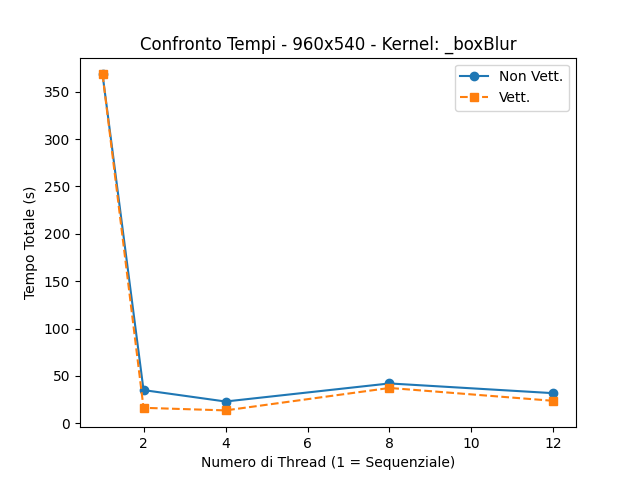 Confronto Tempi - 960x540 - Kernel: _boxBlur
Non Vett.
Vett.
Tempo Totale (s)
350
300
250
200
150
100
50
0
2
4
6
8
10
12
Numero di Thread (1 = Sequenziale)